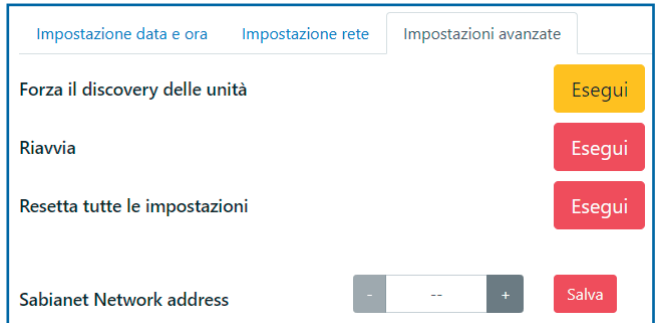 Impostazione data e ora Impostazione rete Impostazioni avanzate
Forza il discovery delle unità Esegui
Riavvia Esegui
Resetta tutte le impostazioni Esegui
Sabianet Network address - -- + Salva